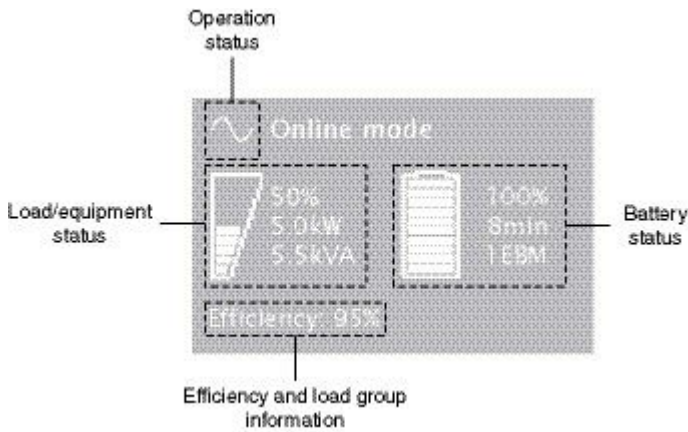 Operation
status
Online mode
Load/equipment
status
50%
5.0kW
5.5kVA
100%
8min
1EBM
Battery
status
Efficiency: 95%
Efficiency and load group
information